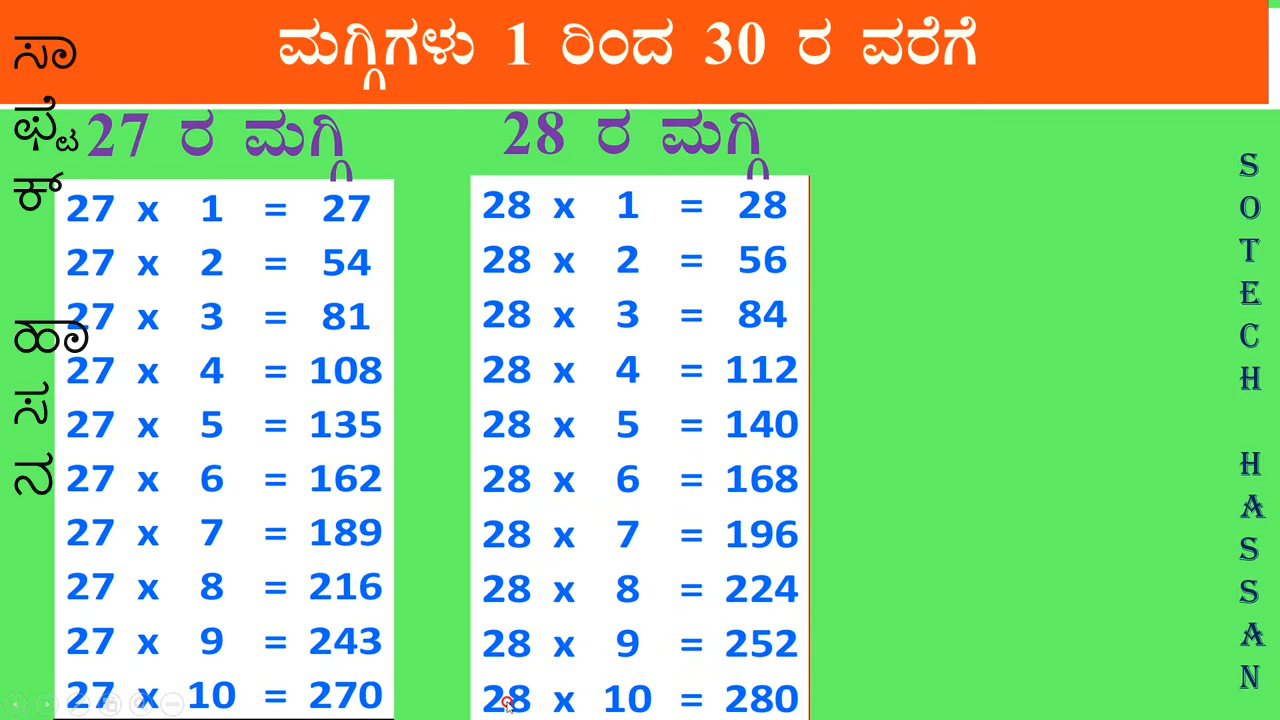 ಮಗ್ಗಿಗಳು 1 ರಿಂದ 30 ರ ವರೆಗೆ
27 ರ ಮಗ್ಗಿ
27 x 1 = 27
27 x 2 = 54
27 x 3 = 81
27 x 4 = 108
27 x 5 = 135
27 x 6 = 162
27 x 7 = 189
27 x 8 = 216
27 x 9 = 243
27 x 10 = 270
28 ರ ಮಗ್ಗಿ
28 x 1 = 28
28 x 2 = 56
28 x 3 = 84
28 x 4 = 112
28 x 5 = 140
28 x 6 = 168
28 x 7 = 196
28 x 8 = 224
28 x 9 = 252
28 x 10 = 280
SOTECH HASSAN